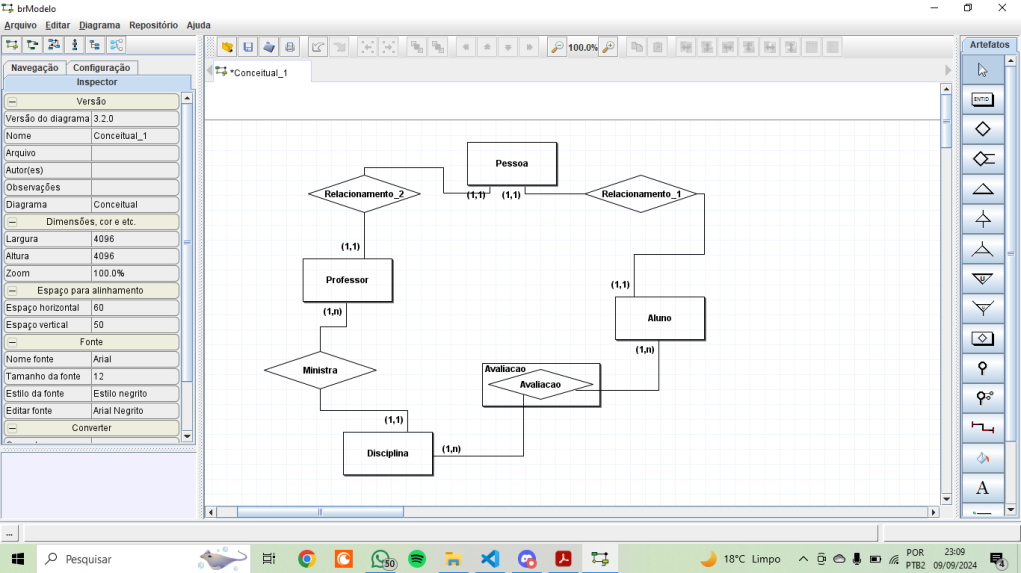 brModelo
Arquivo Editar Diagrama Repositório Ajuda
100.0%
Artefatos
Navegação Configuração
*Conceitual_1
Inspector
Versão
Versão do diagrama 3.2.0
Nome Conceitual_1
Arquivo
Autor(es)
Observações
Diagrama Conceitual
Dimensões, cor e etc.
Largura 4096
Altura 4096
Zoom 100.0%
Espaço para alinhamento
Espaço horizontal 60
Espaço vertical 50
Fonte
Nome fonte Arial
Tamanho da fonte 12
Estilo da fonte Estilo negrito
Editar fonte Arial Negrito
Converter
Pessoa
Relacionamento_2
(1,1) (1,1)
Relacionamento_1
(1,1)
Professor
(1,n)
(1,1)
Aluno
(1,n)
Ministra
Avaliacao
Avaliacao
(1,1)
Disciplina
(1,n)
ENTID
A
...
Pesquisar
50
18°C Limpo
POR
PTB2
23:09
09/09/2024
4